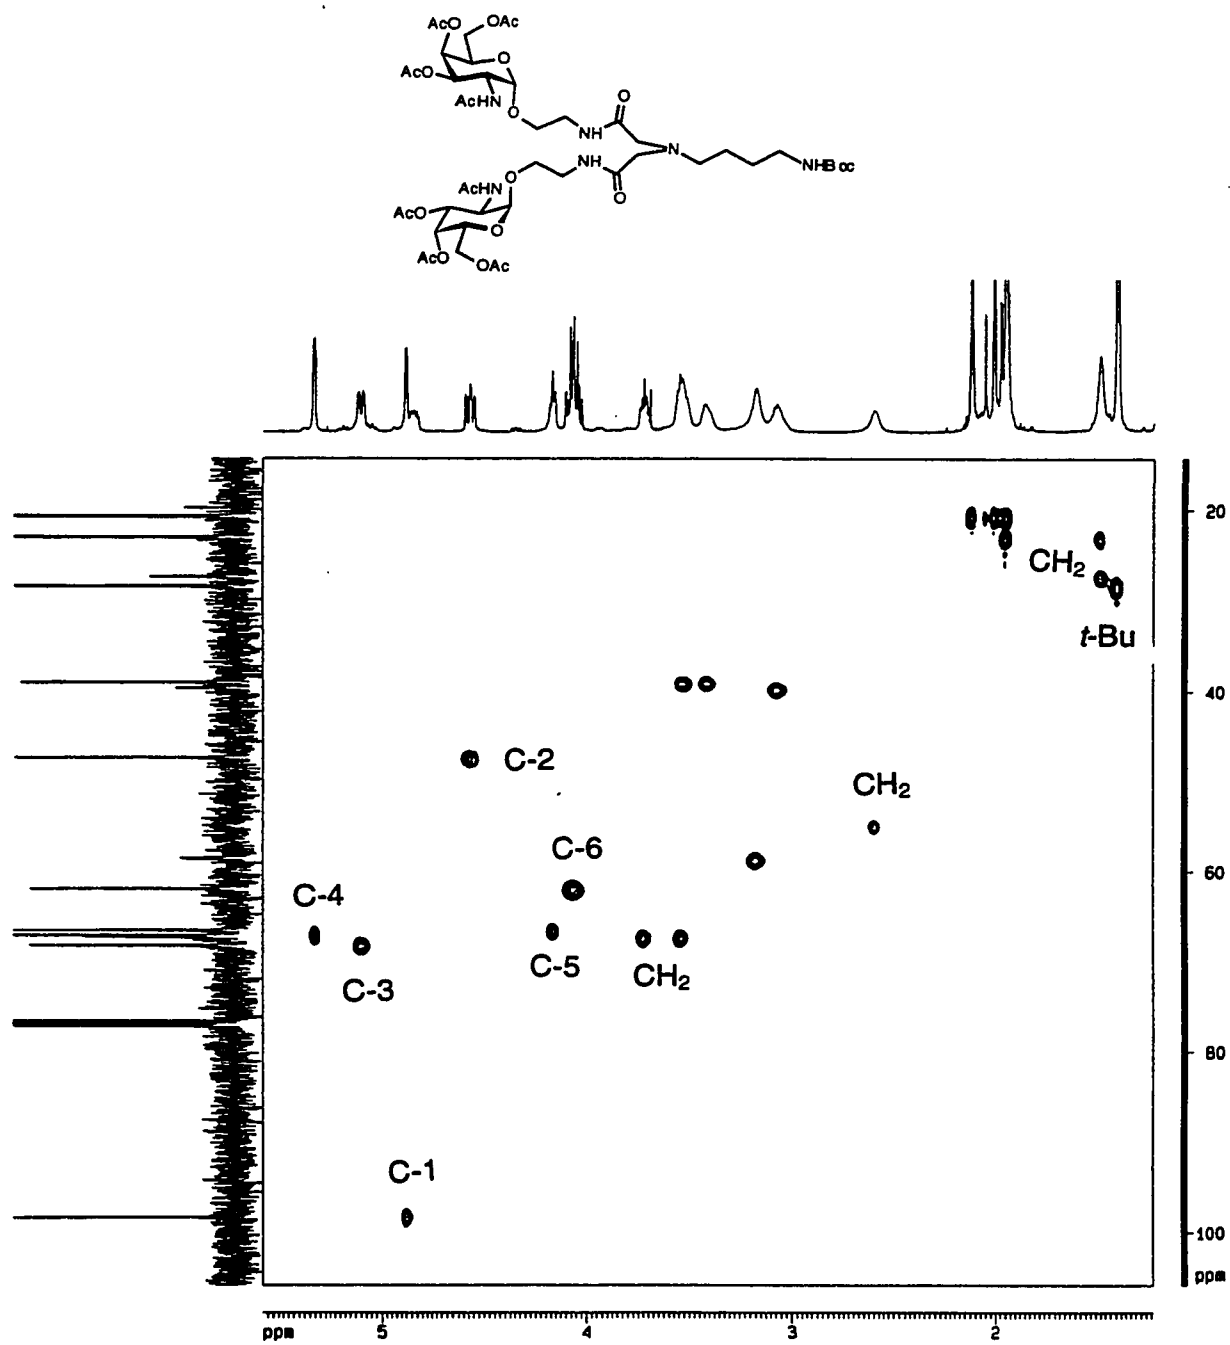 AcO OAc
O
AcO
AcHN
O
NH
O
N
NHBoc
NH
O
O
AcHN
AcO
O
AcO
OAc
20
CH2
t-Bu
40
C-2
CH2
C-6
60
C-4
C-5
CH2
C-3
80
C-1
100
ppm
ppm 5 4 3 2